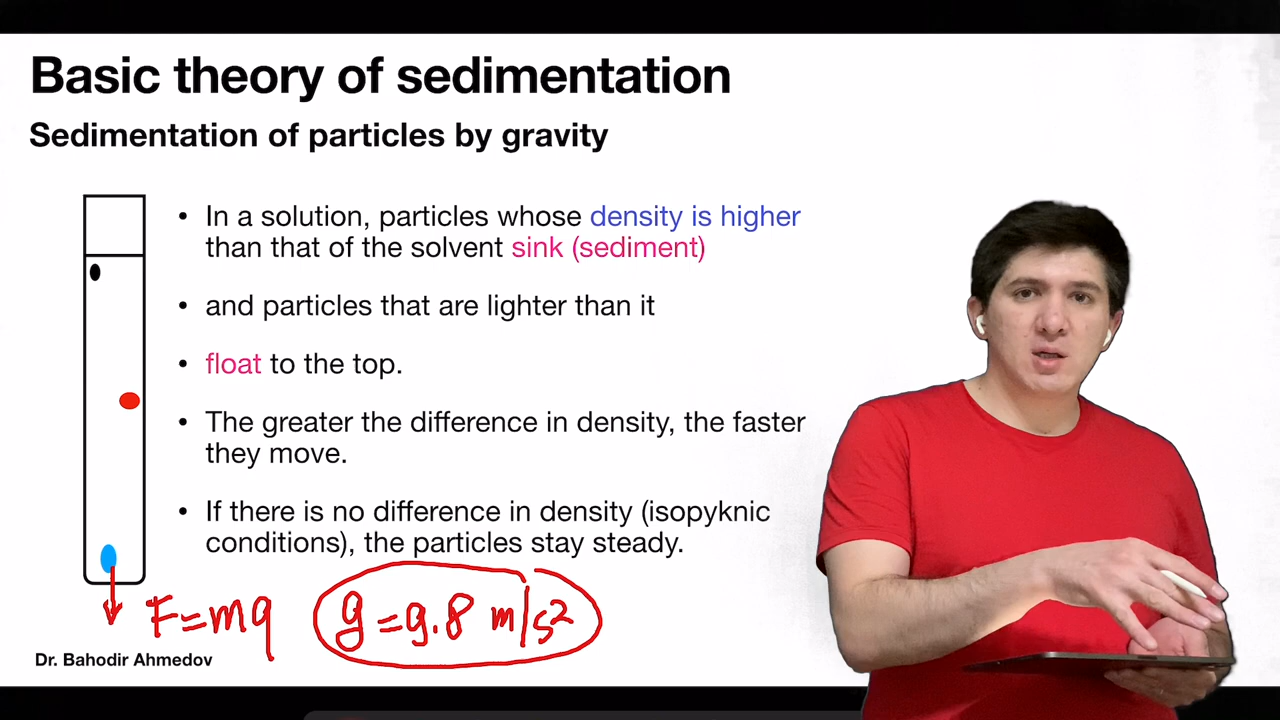 Basic theory of sedimentation
Sedimentation of particles by gravity
• In a solution, particles whose density is higher
than that of the solvent sink (sediment)
• and particles that are lighter than it
• float to the top.
• The greater the difference in density, the faster
they move.
• If there is no difference in density (isopyknic
conditions), the particles stay steady.
F=mg g=9.8 m/s²
Dr. Bahodir Ahmedov